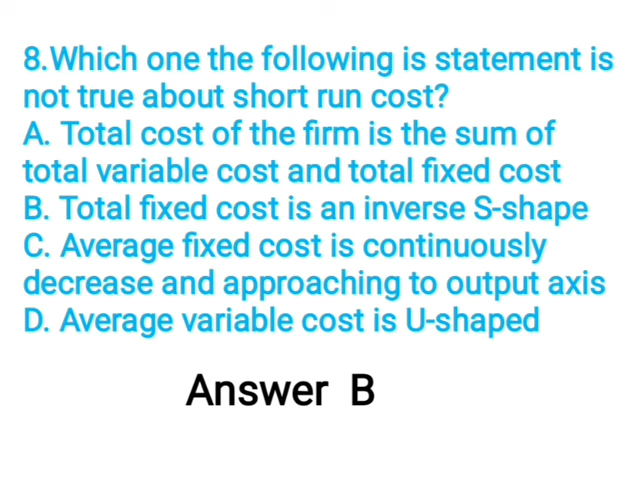 8.Which one the following is statement is
not true about short run cost?
A. Total cost of the firm is the sum of
total variable cost and total fixed cost
B. Total fixed cost is an inverse S-shape
C. Average fixed cost is continuously
decrease and approaching to output axis
D. Average variable cost is U-shaped
Answer B